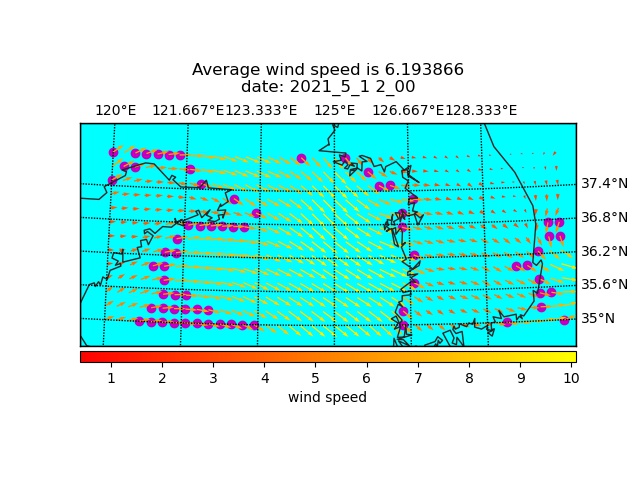 Average wind speed is 6.193866
date: 2021_5_1 2_00
120°E 121.667°E 123.333°E 125°E 126.667°E 128.333°E
37.4°N
36.8°N
36.2°N
35.6°N
35°N
1 2 3 4 5 6 7 8 9 10
wind speed